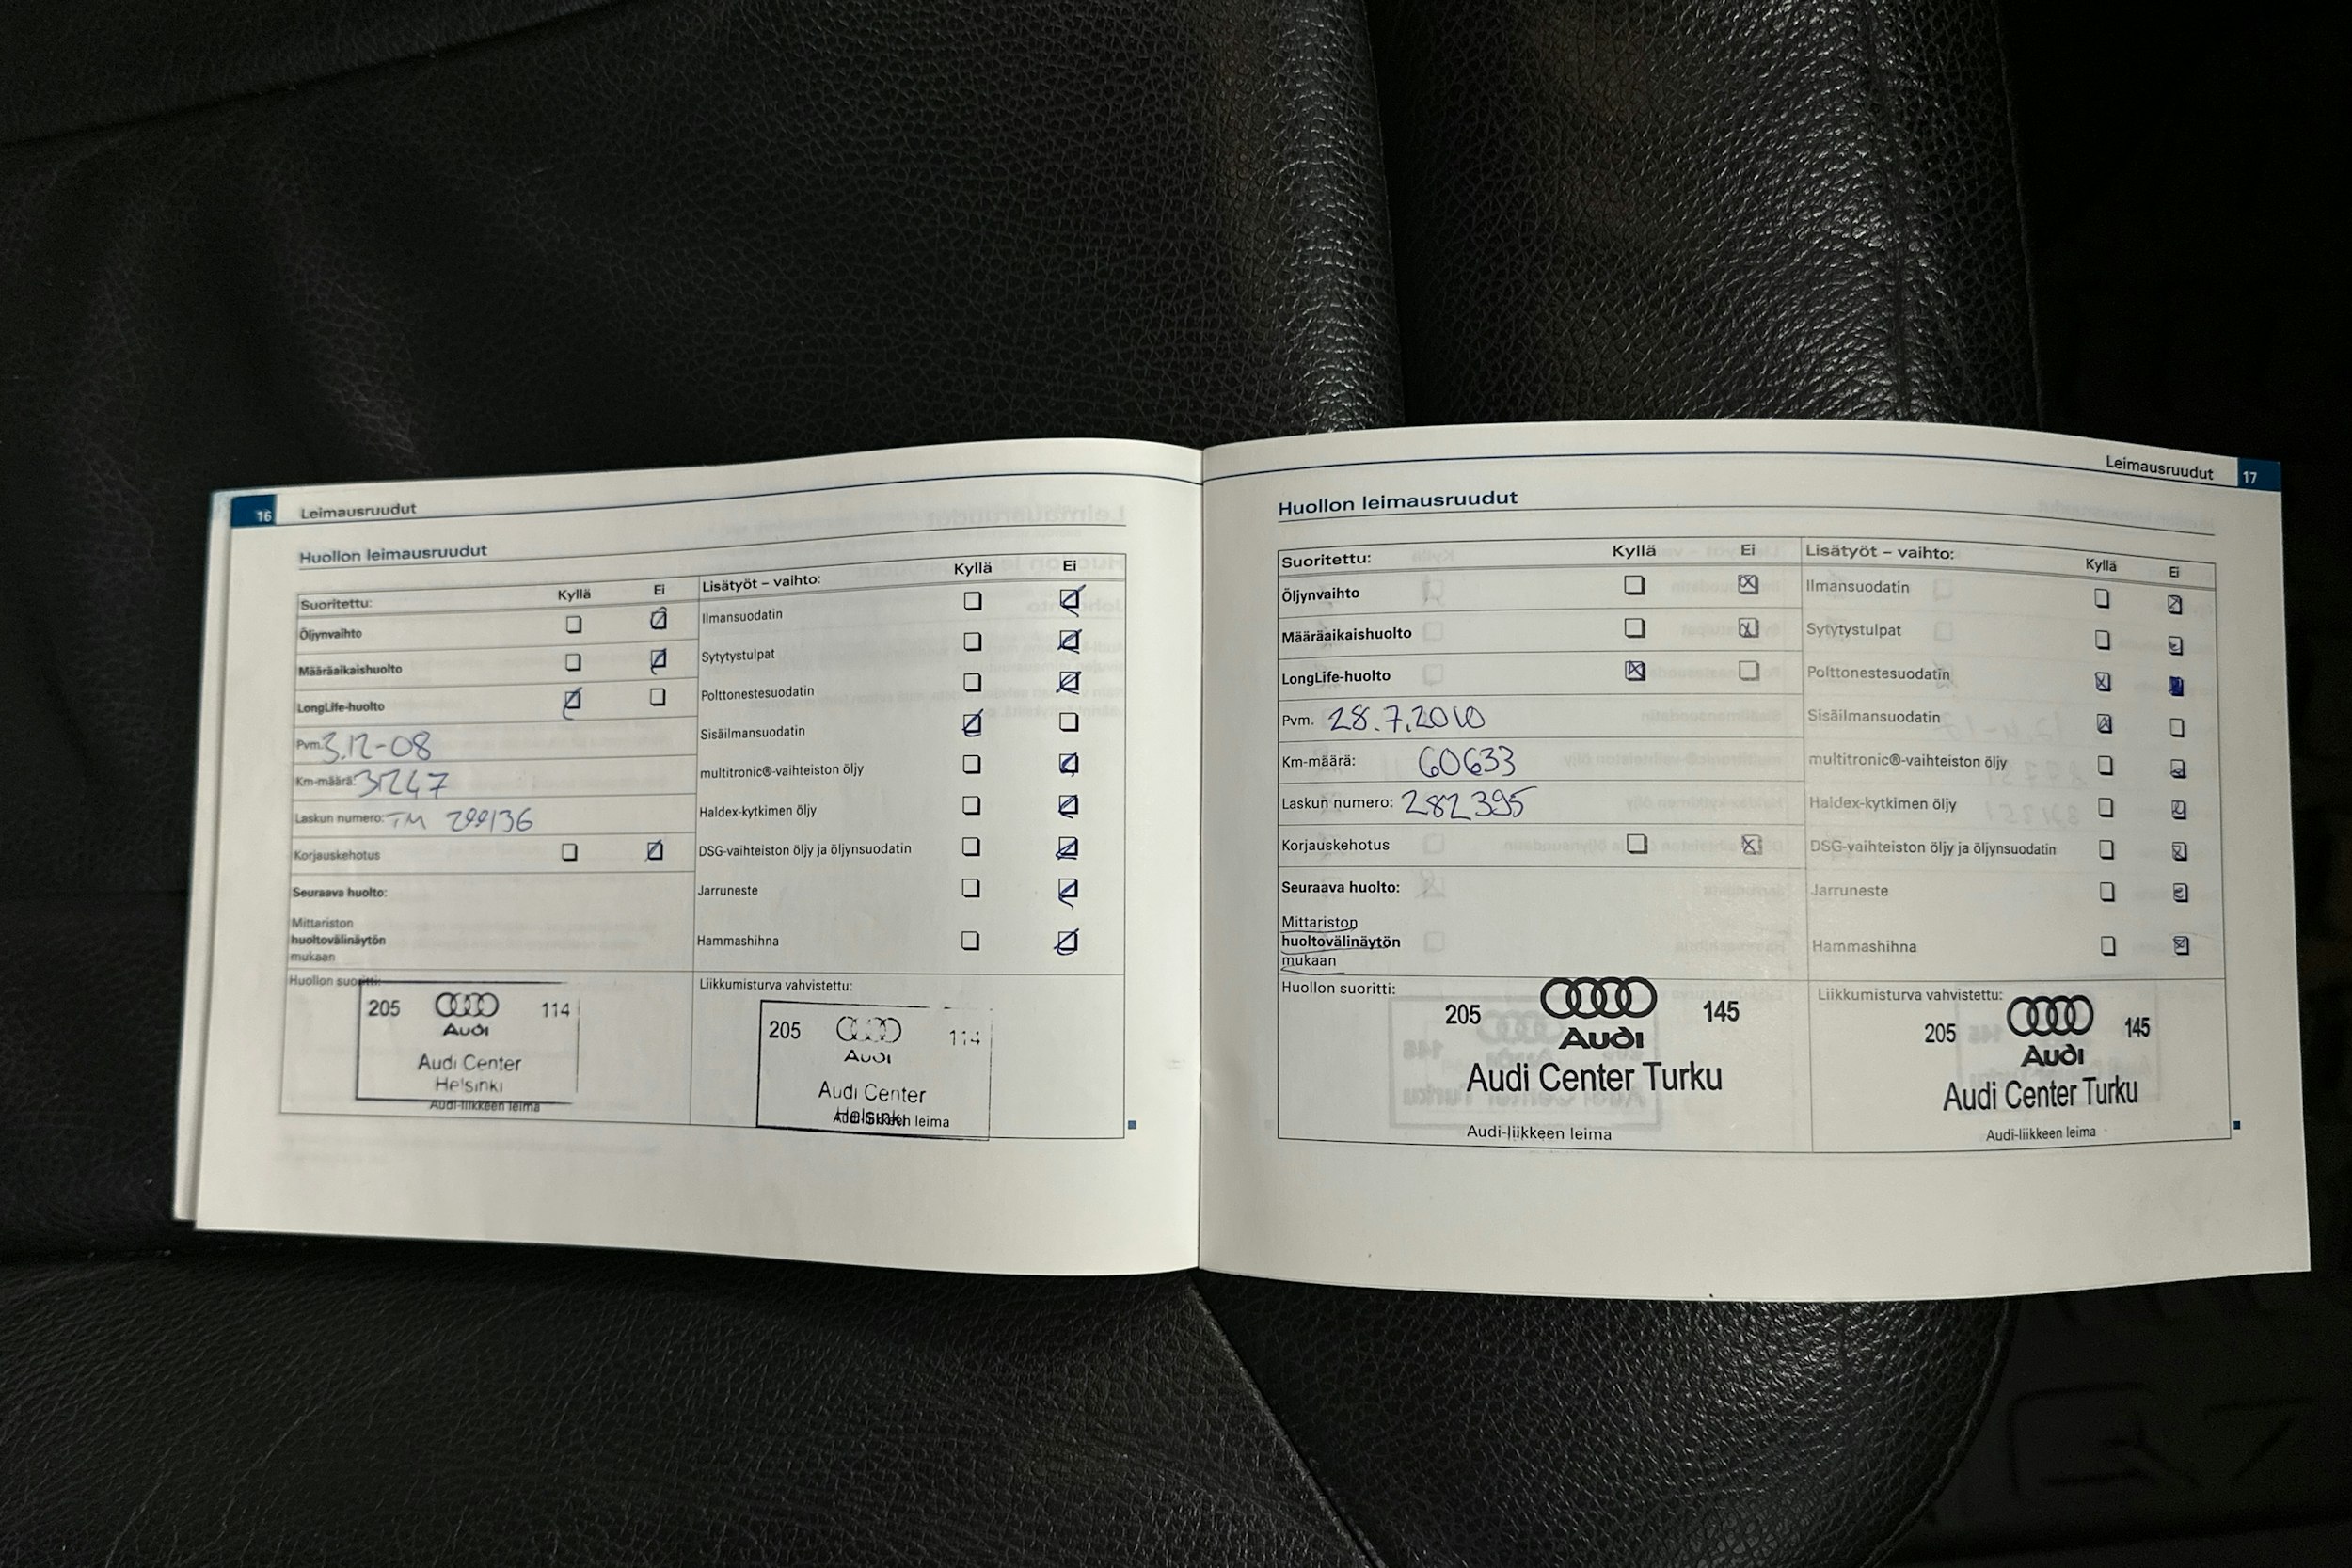 16 Leimausruudut
Huollon leimausruudut
Suoritettu: Kyllä Ei
Öljynvaihto
Määräaikaishuolto
LongLife-huolto
Pvm. 3.12-08
Km-määrä:
Laskun numero: TM
Korjauskehotus
Seuraava huolto:
Mittariston
huoltovälinäytön
mukaan
Huollon suoritti:
205 114
Audi
Audi Center
Helsinki
Audi-liikkeen leima
Lisätyöt – vaihto: Kyllä Ei
Ilmansuodatin
Sytytystulpat
Polttonestesuodatin
Sisäilmansuodatin
multitronic®-vaihteiston öljy
Haldex-kytkimen öljy
DSG-vaihteiston öljy ja öljynsuodatin
Jarruneste
Hammashihna
Liikkumisturva vahvistettu:
205 114
Audi
Audi Center
Helsinki
Audi-liikkeen leima
Leimausruudut 17
Huollon leimausruudut
Suoritettu: Kyllä Ei
Öljynvaihto
Määräaikaishuolto
LongLife-huolto
Pvm. 28.7.2010
Km-määrä: 60633
Laskun numero: 282395
Korjauskehotus
Seuraava huolto:
Mittariston
huoltovälinäytön
mukaan
Huollon suoritti:
205 145
Audi
Audi Center Turku
Audi-liikkeen leima
Lisätyöt – vaihto: Kyllä Ei
Ilmansuodatin
Sytytystulpat
Polttonestesuodatin
Sisäilmansuodatin
multitronic®-vaihteiston öljy
Haldex-kytkimen öljy
DSG-vaihteiston öljy ja öljynsuodatin
Jarruneste
Hammashihna
Liikkumisturva vahvistettu:
205 145
Audi
Audi Center Turku
Audi-liikkeen leima